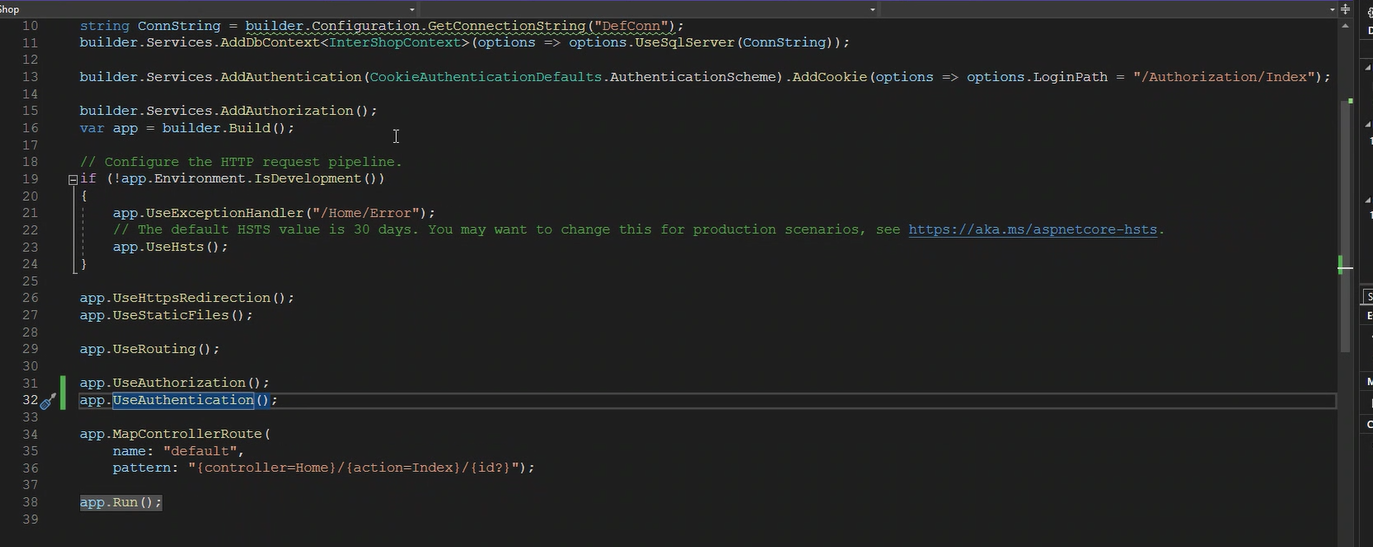 Shop
10 string ConnString = builder.Configuration.GetConnectionString("DefConn");
11 builder.Services.AddDbContext<InterShopContext>(options => options.UseSqlServer(ConnString));
12
13 builder.Services.AddAuthentication(CookieAuthenticationDefaults.AuthenticationScheme).AddCookie(options => options.LoginPath = "/Authorization/Index");
14
15 builder.Services.AddAuthorization();
16 var app = builder.Build();
17
18 // Configure the HTTP request pipeline.
19 if (!app.Environment.IsDevelopment())
20 {
21 app.UseExceptionHandler("/Home/Error");
22 // The default HSTS value is 30 days. You may want to change this for production scenarios, see https://aka.ms/aspnetcore-hsts.
23 app.UseHsts();
24 }
25
26 app.UseHttpsRedirection();
27 app.UseStaticFiles();
28
29 app.UseRouting();
30
31 app.UseAuthorization();
32 app.UseAuthentication();
33
34 app.MapControllerRoute(
35 name: "default",
36 pattern: "{controller=Home}/{action=Index}/{id?}");
37
38 app.Run();
39